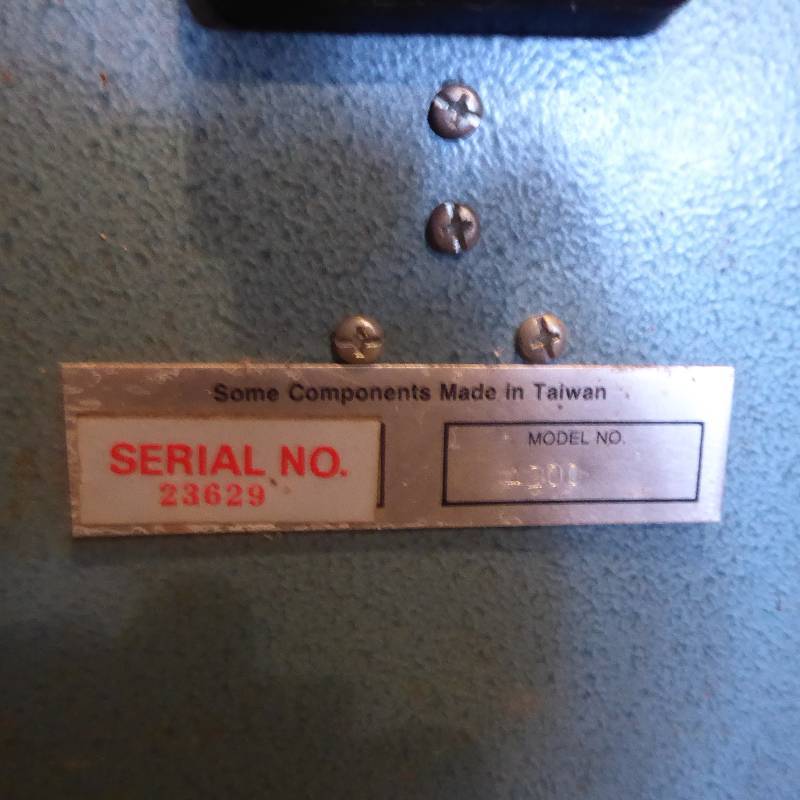 Some Components Made in Taiwan
SERIAL NO.
23629
MODEL NO.